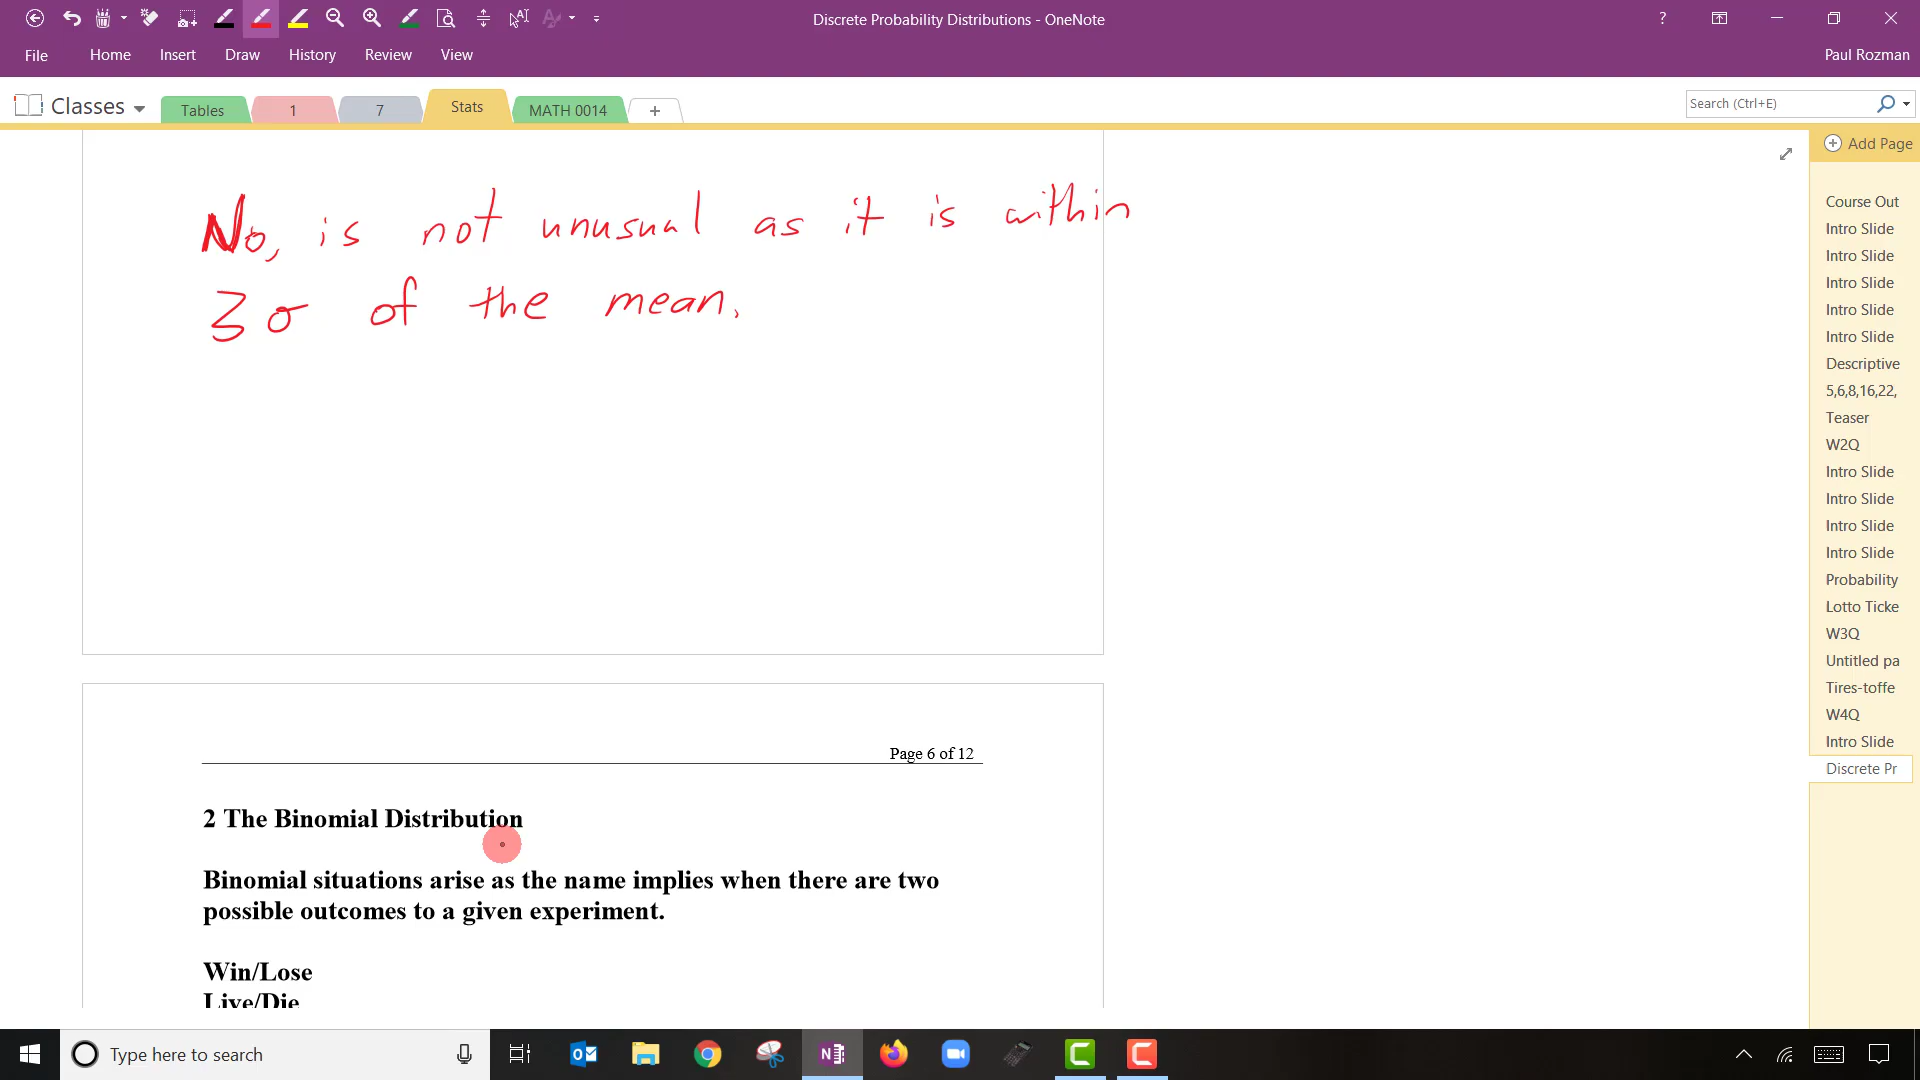 Discrete Probability Distributions - OneNote
?
File
Home
Insert
Draw
History
Review
View
Paul Rozman
Classes
Tables
1
7
Stats
MATH 0014
+
Search (Ctrl+E)
Add Page
No, is not unusual as it is within
3 σ of the mean.
Page 6 of 12
2 The Binomial Distribution
Binomial situations arise as the name implies when there are two
possible outcomes to a given experiment.
Win/Lose
Live/Die
Course Out
Intro Slide
Intro Slide
Intro Slide
Intro Slide
Intro Slide
Descriptive
5,6,8,16,22,
Teaser
W2Q
Intro Slide
Intro Slide
Intro Slide
Intro Slide
Probability
Lotto Ticke
W3Q
Untitled pa
Tires-toffe
W4Q
Intro Slide
Discrete Pr
Type here to search